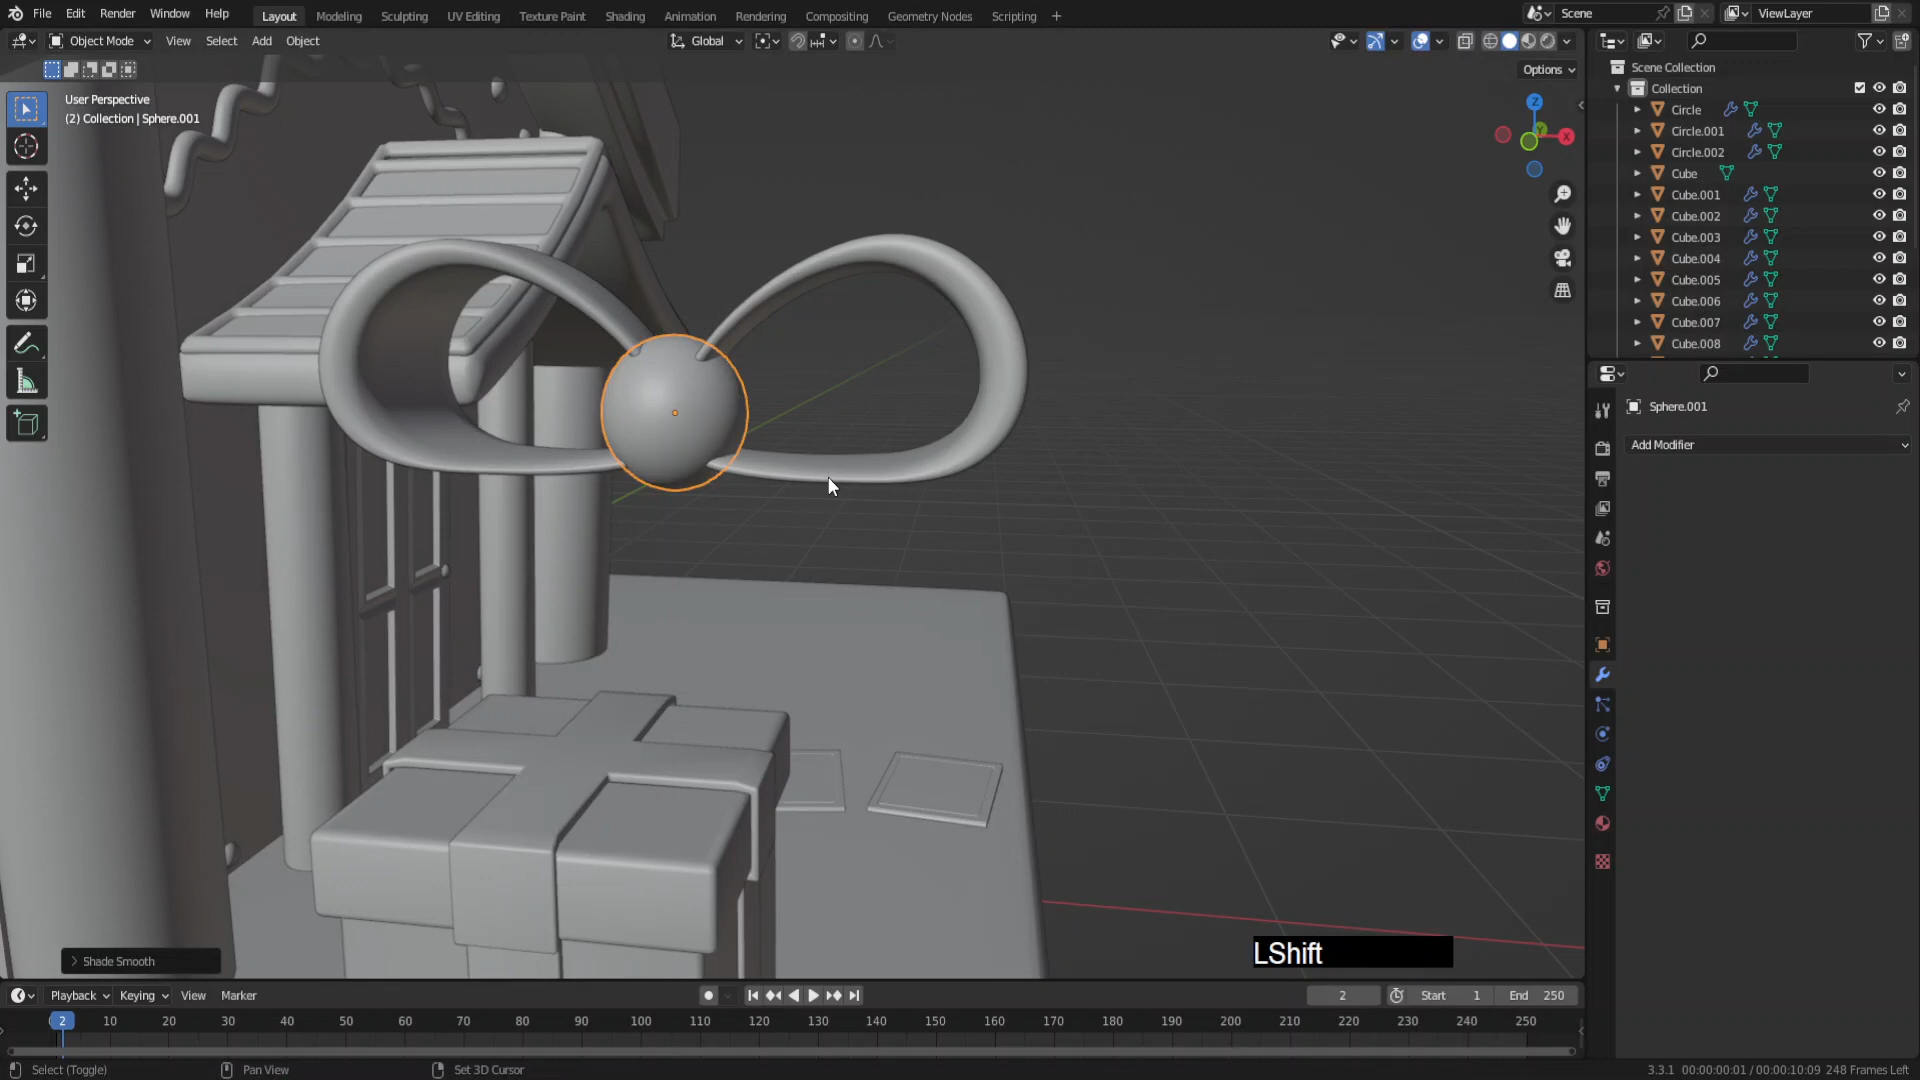 File Edit Render Window Help Layout Modeling Sculpting UV Editing Texture Paint Shading Animation Rendering Compositing Geometry Nodes Scripting + Scene ViewLayer
Object Mode View Select Add Object Global
Options
User Perspective
(2) Collection | Sphere.001
Z
X
Y
Scene Collection
Collection
Circle
Circle.001
Circle.002
Cube
Cube.001
Cube.002
Cube.003
Cube.004
Cube.005
Cube.006
Cube.007
Cube.008
Sphere.001
Add Modifier
LShift
Shade Smooth
Playback Keying View Marker 2 Start 1 End 250
2 10 20 30 40 50 60 70 80 90 100 110 120 130 140 150 160 170 180 190 200 210 220 230 240 250
Select (Toggle) Pan View Set 3D Cursor 3.3.1 00:00:00:01 / 00:00:10:09 248 Frames Left